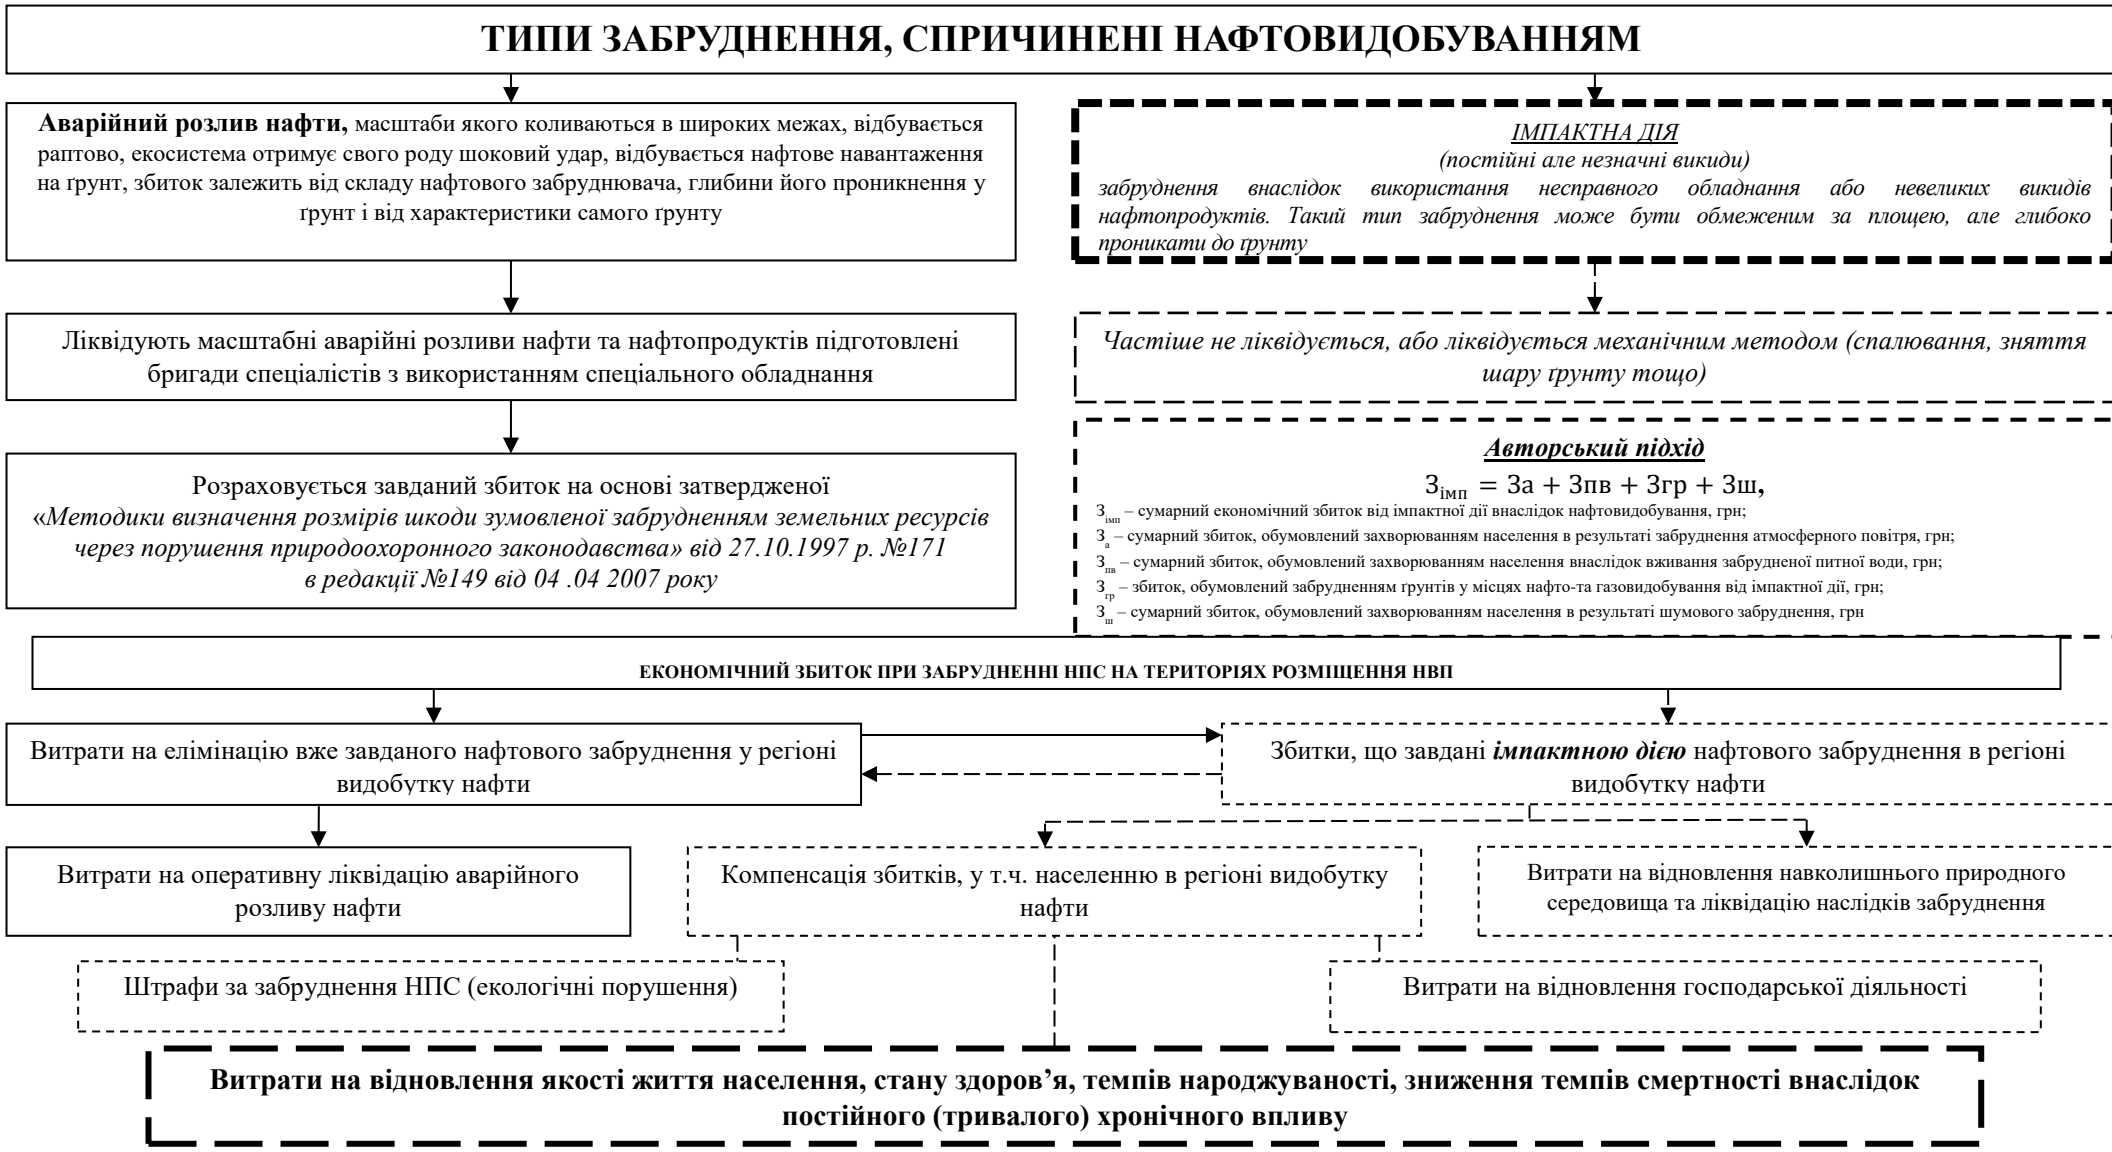 ТИПИ ЗАБРУДНЕННЯ, СПРИЧИНЕНІ НАФТОВИДОБУВАННЯМ
Аварійний розлив нафти, масштаби якого коливаються в широких межах, відбувається
раптово, екосистема отримує свого роду шоковий удар, відбувається нафтове навантаження
на ґрунт, збиток залежить від складу нафтового забруднювача, глибини його проникнення у
ґрунт і від характеристики самого ґрунту
ІМПАКТНА ДІЯ
(постійні але незначні викиди)
забруднення внаслідок використання несправного обладнання або невеликих викидів
нафтопродуктів. Такий тип забруднення може бути обмеженим за площею, але глибоко
проникати до ґрунту
Ліквідують масштабні аварійні розливи нафти та нафтопродуктів підготовлені
бригади спеціалістів з використанням спеціального обладнання
Частіше не ліквідується, або ліквідується механічним методом (спалювання, зняття
шару ґрунту тощо)
Розраховується завданий збиток на основі затвердженої
«Методики визначення розмірів шкоди зумовленої забрудненням земельних ресурсів
через порушення природоохоронного законодавства» від 27.10.1997 р. №171
в редакції №149 від 04 .04 2007 року
Авторський підхід
Зімп = За + Зпв + Згр + Зш,
Зімп – сумарний економічний збиток від імпактної дії внаслідок нафтовидобування, грн;
За – сумарний збиток, обумовлений захворюванням населення в результаті забруднення атмосферного повітря, грн;
Зпв – сумарний збиток, обумовлений захворюванням населення внаслідок вживання забрудненої питної води, грн;
Згр – збиток, обумовлений забрудненням ґрунтів у місцях нафто-та газовидобування від імпактної дії, грн;
Зш – сумарний збиток, обумовлений захворюванням населення в результаті шумового забруднення, грн
ЕКОНОМІЧНИЙ ЗБИТОК ПРИ ЗАБРУДНЕННІ НПС НА ТЕРИТОРІЯХ РОЗМІЩЕННЯ НВП
Витрати на елімінацію вже завданого нафтового забруднення у регіоні
видобутку нафти
Збитки, що завдані імпактною дією нафтового забруднення в регіоні
видобутку нафти
Витрати на оперативну ліквідацію аварійного
розливу нафти
Компенсація збитків, у т.ч. населенню в регіоні видобутку
нафти
Витрати на відновлення навколишнього природного
середовища та ліквідацію наслідків забруднення
Штрафи за забруднення НПС (екологічні порушення)
Витрати на відновлення господарської діяльності
Витрати на відновлення якості життя населення, стану здоров’я, темпів народжуваності, зниження темпів смертності внаслідок
постійного (тривалого) хронічного впливу